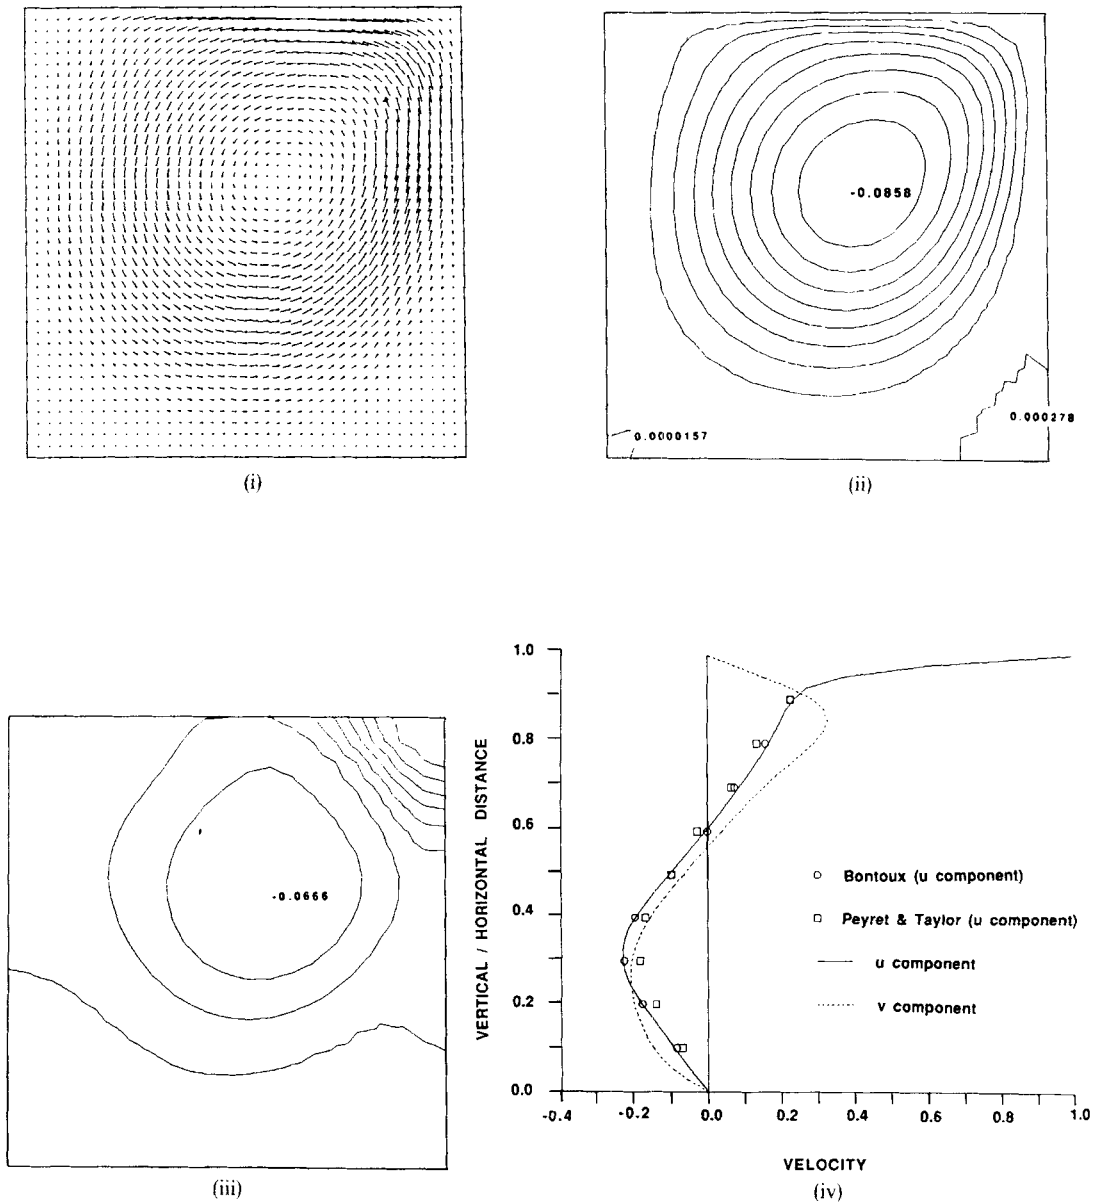 -0.0858
0.0000157
0.000278
(i)
(ii)
-0.0666
(iii)
VERTICAL / HORIZONTAL DISTANCE
1.0
0.8
0.6
0.4
0.2
0.0
-0.4
-0.2
0.0
0.2
0.4
0.6
0.8
1.0
Bontoux (u component)
Peyret & Taylor (u component)
u component
v component
VELOCITY
(iv)